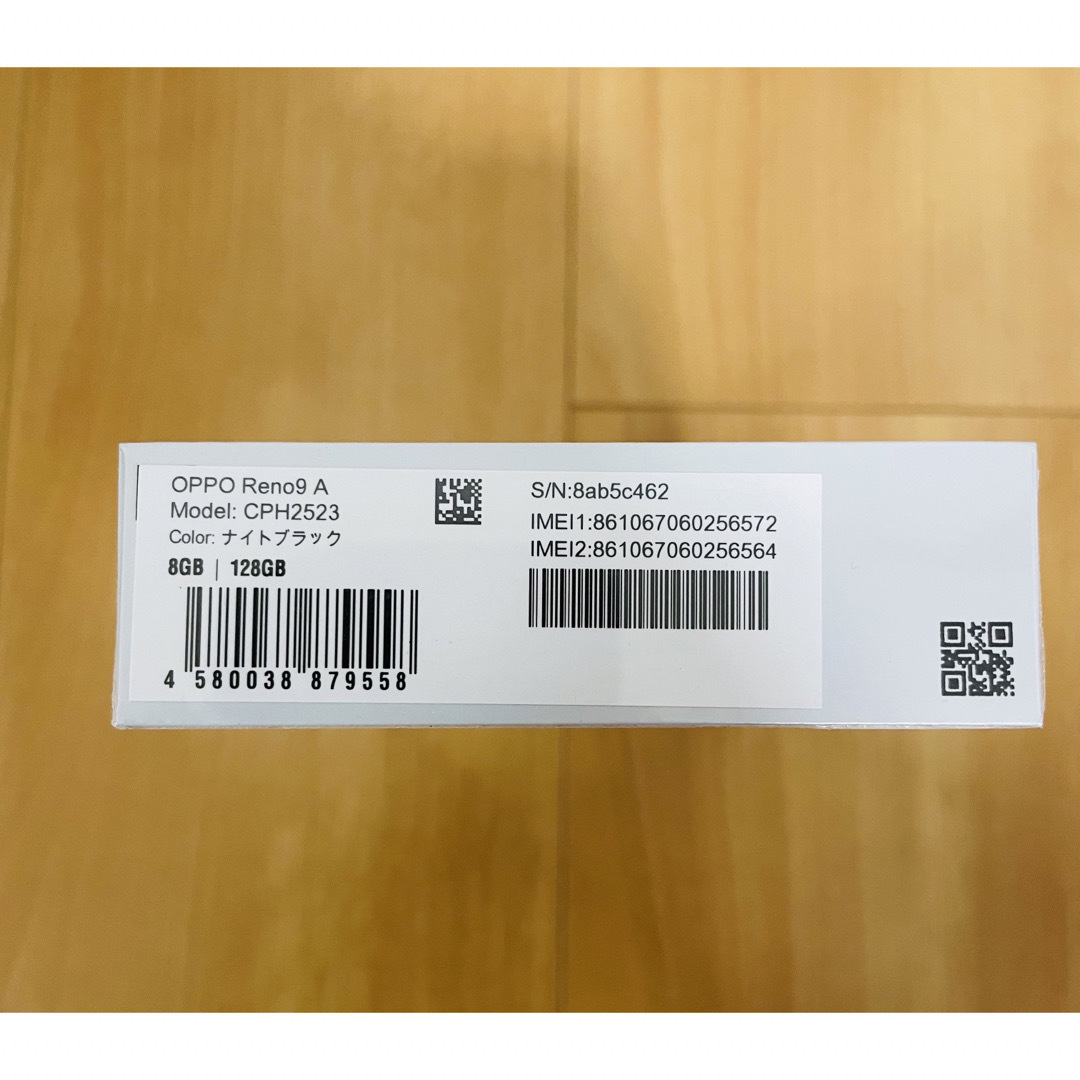 OPPO Reno9 A
Model: CPH2523
Color: ナイトブラック
8GB | 128GB
4 580038 879558
S/N:8ab5c462
IMEI1:861067060256572
IMEI2:861067060256564